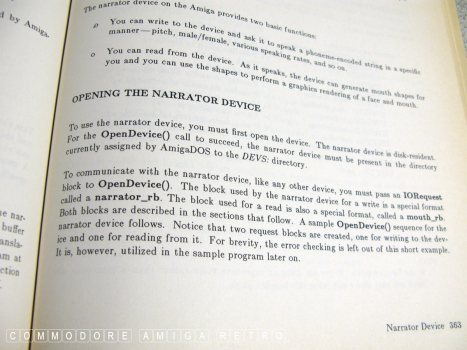 by Amiga.
the nar-
buffer
ansla-
am at
ction
The narrator device on the Amiga provides two basic functions:
o You can write to the device and ask it to speak a phoneme-encoded string in a specific
manner—pitch, male/female, various speaking rates, and so on.
o You can read from the device. As it speaks, the device can generate mouth shapes for
you and you can use the shapes to perform a graphics rendering of a face and mouth.
OPENING THE NARRATOR DEVICE
To use the narrator device, you must first open the device. The narrator device is disk-resident.
For the OpenDevice() call to succeed, the narrator device must be present in the directory
currently assigned by AmigaDOS to the DEVS: directory.
To communicate with the narrator device, like any other device, you must pass an IORequest
block to OpenDevice(). The block used by the narrator device for a write is a special format
called a narrator_rb. The block used for a read is also a special format, called a mouth_rb.
Both blocks are described in the sections that follow. A sample OpenDevice() sequence for the
narrator device follows. Notice that two request blocks are created, one for writing to the dev-
ice and one for reading from it. For brevity, the error checking is left out of this short example.
It is, however, utilized in the sample program later on.
Narrator Device 363
COMMODORE AMIGA RETRO